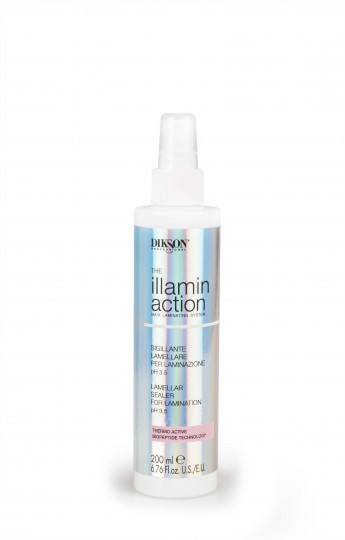 DIKSON
PROFESSIONAL
THE
illamin
action
HAIR LAMINATING SYSTEM
SIGILLANTE
LAMELLARE
PER LAMINAZIONE
pH 3.5
LAMELLAR
SEALER
FOR LAMINATION
pH 3.5
THERMO ACTIVE
BIOPEPTIDE TECHNOLOGY
200 ml ℮
6.76 Fl.oz. U.S./E.U.